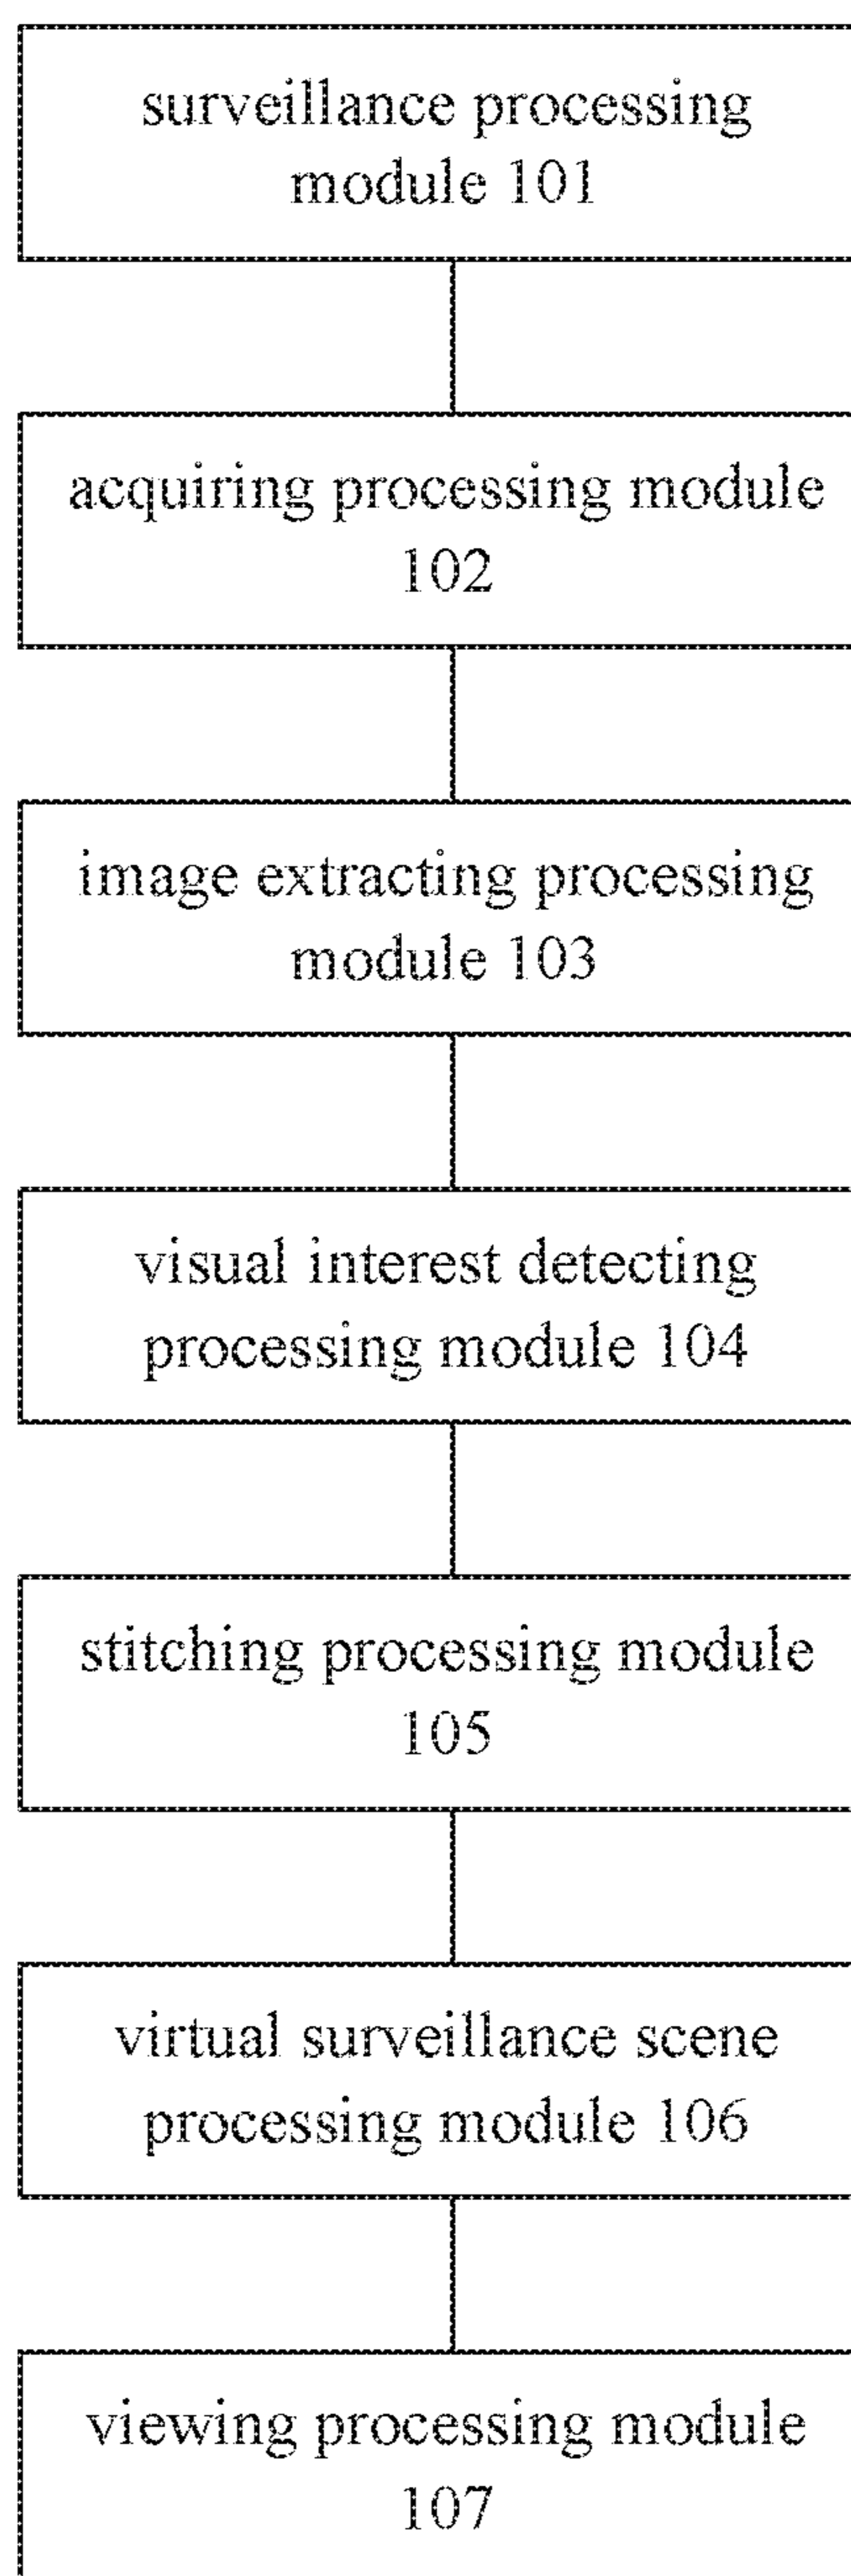 surveillance processing
module 101
acquiring processing module
102
image extracting processing
module 103
visual interest detecting
processing module 104
stitching processing module
105
virtual surveillance scene
processing module 106
viewing processing module
107